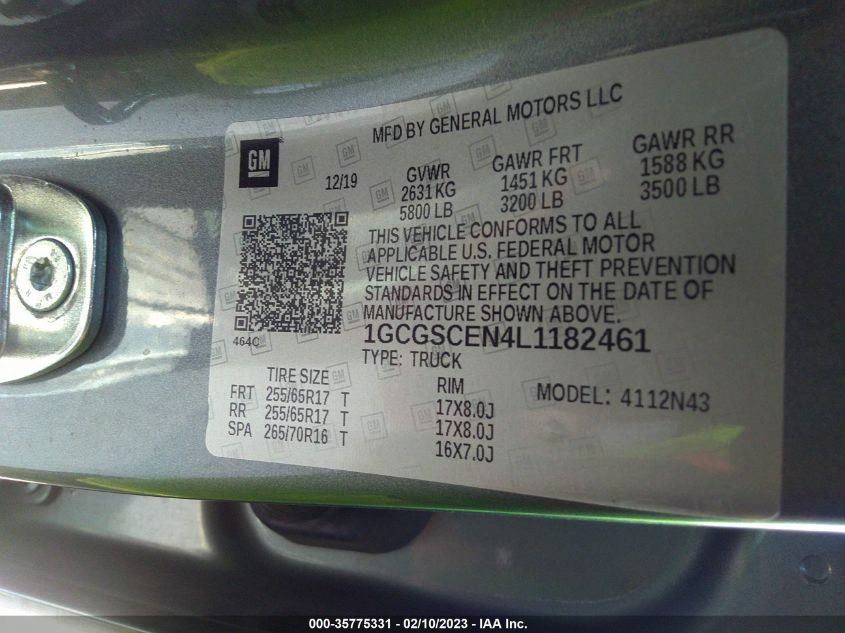 MFD BY GENERAL MOTORS LLC
GM
12/19
GVWR GAWR FRT GAWR RR
2631 KG 1451 KG 1588 KG
5800 LB 3200 LB 3500 LB
THIS VEHICLE CONFORMS TO ALL
APPLICABLE U.S. FEDERAL MOTOR
VEHICLE SAFETY AND THEFT PREVENTION
STANDARDS IN EFFECT ON THE DATE OF
MANUFACTURE SHOWN ABOVE.
464C
1GCGSCEN4L1182461
TYPE: TRUCK
TIRE SIZE RIM MODEL: 4112N43
FRT 255/65R17 T 17X8.0J
RR 255/65R17 T 17X8.0J
SPA 265/70R16 T 16X7.0J
000-35775331 - 02/10/2023 - IAA Inc.